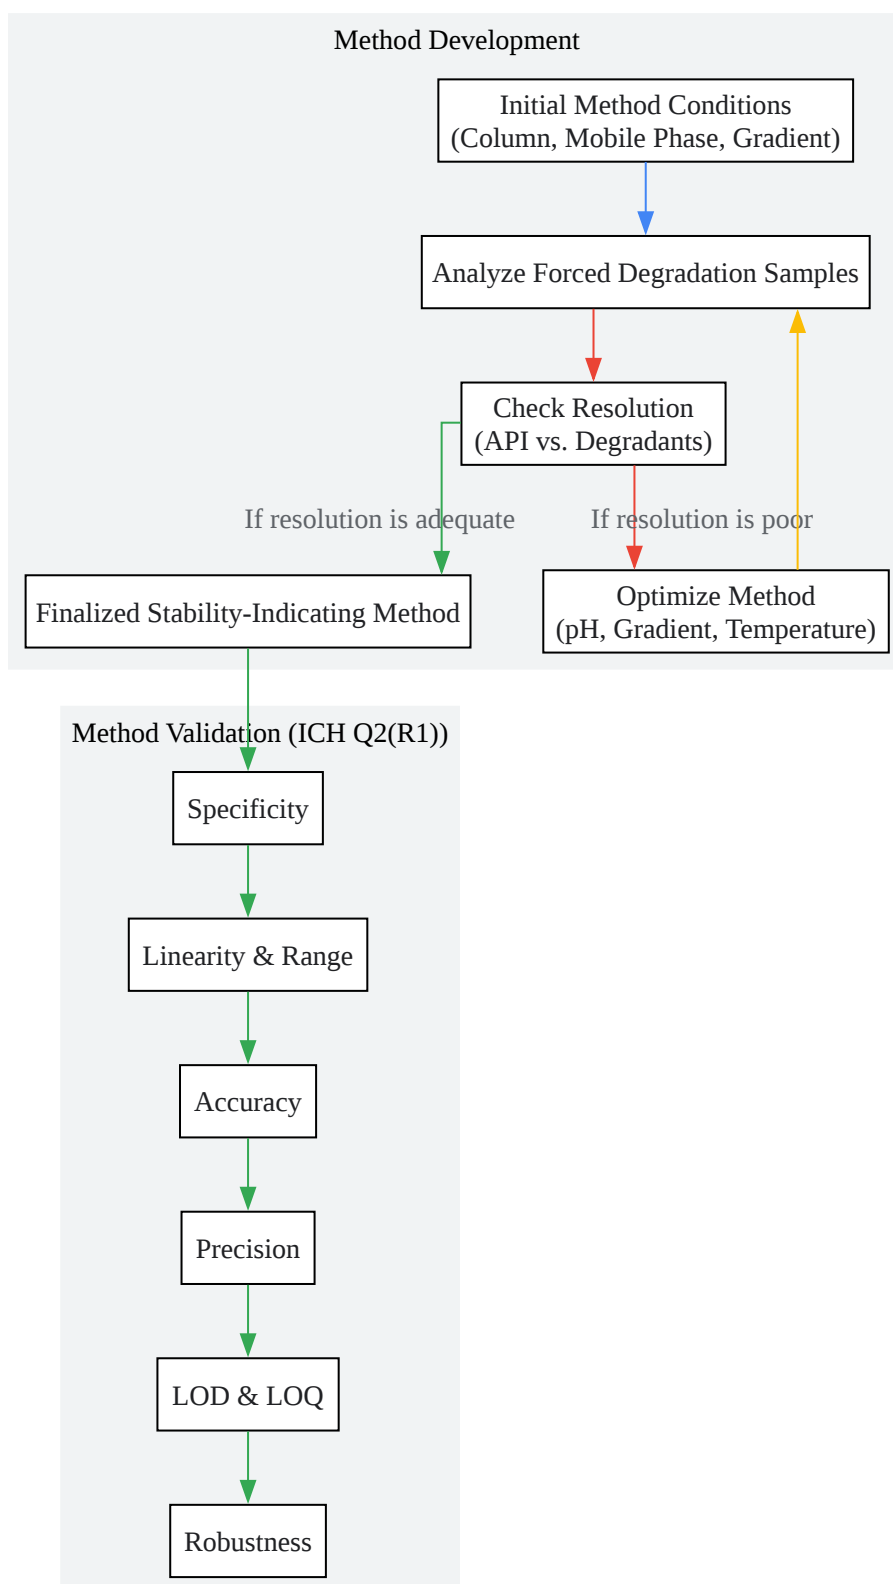 Method Development
Initial Method Conditions
(Column, Mobile Phase, Gradient)
Analyze Forced Degradation Samples
Check Resolution
(API vs. Degradants)
If resolution is adequate
If resolution is poor
Finalized Stability-Indicating Method
Optimize Method
(pH, Gradient, Temperature)
Method Validation (ICH Q2(R1))
Specificity
Linearity & Range
Accuracy
Precision
LOD & LOQ
Robustness